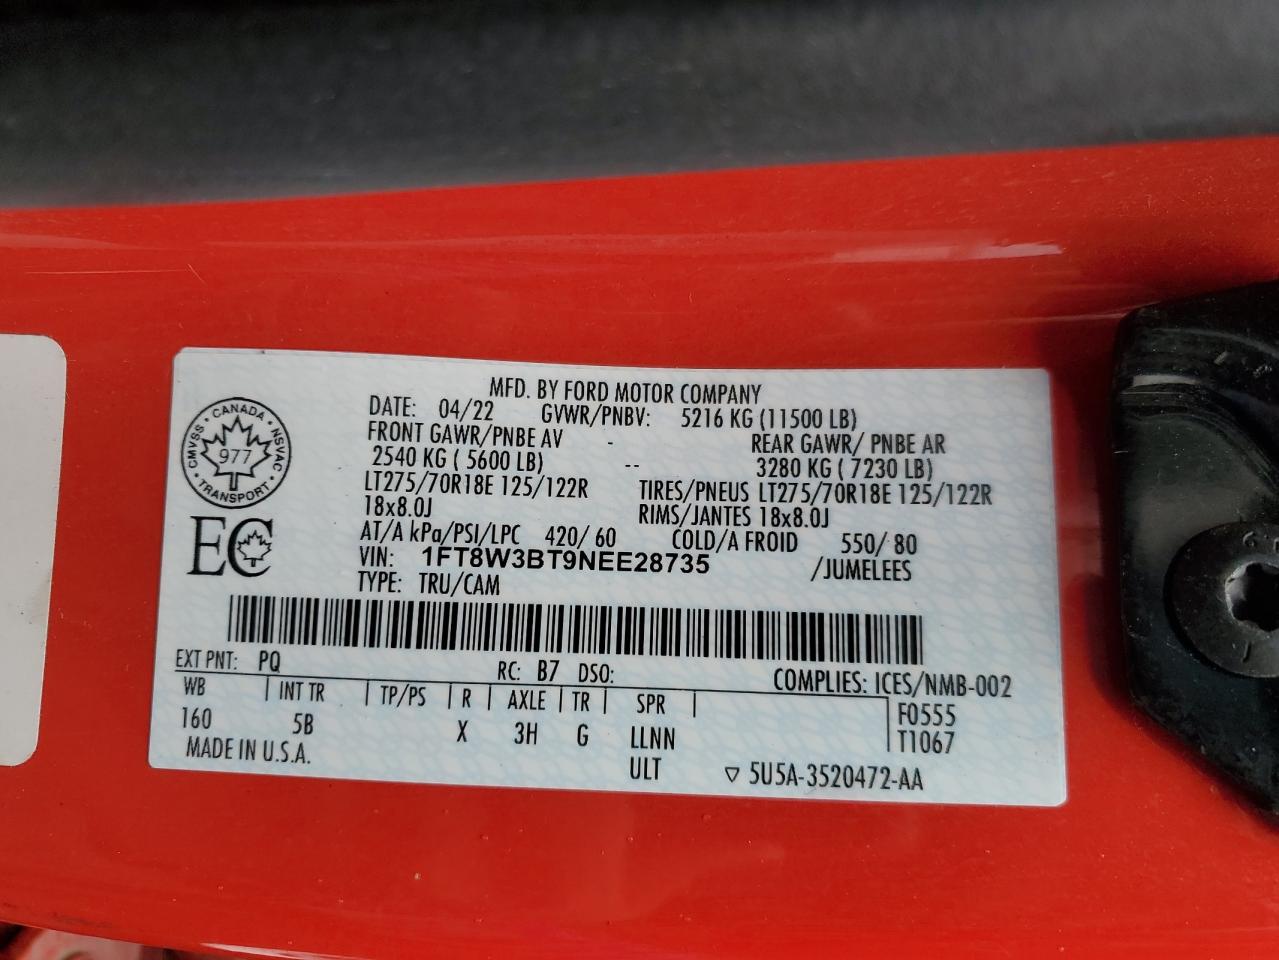 MFD. BY FORD MOTOR COMPANY
DATE: 04/22 GVWR/PNBV: 5216 KG (11500 LB)
FRONT GAWR/PNBE AV - REAR GAWR/ PNBE AR
2540 KG ( 5600 LB) -- 3280 KG ( 7230 LB)
LT275/70R18E 125/122R TIRES/PNEUS LT275/70R18E 125/122R
18x8.0J RIMS/JANTES 18x8.0J
AT/A kPa/PSI/LPC 420/ 60 COLD/A FROID 550/ 80
VIN: 1FT8W3BT9NEE28735 /JUMELEES
TYPE: TRU/CAM
CMVSS • CANADA • NSVAC • TRANSPORT •
977
EC
EXT PNT: PQ RC: B7 DSO: COMPLIES: ICES/NMB-002
WB INT TR TP/PS R AXLE TR SPR F0555
160 5B X 3H G LLNN T1067
MADE IN U.S.A. ULT ▽ 5U5A-3520472-AA